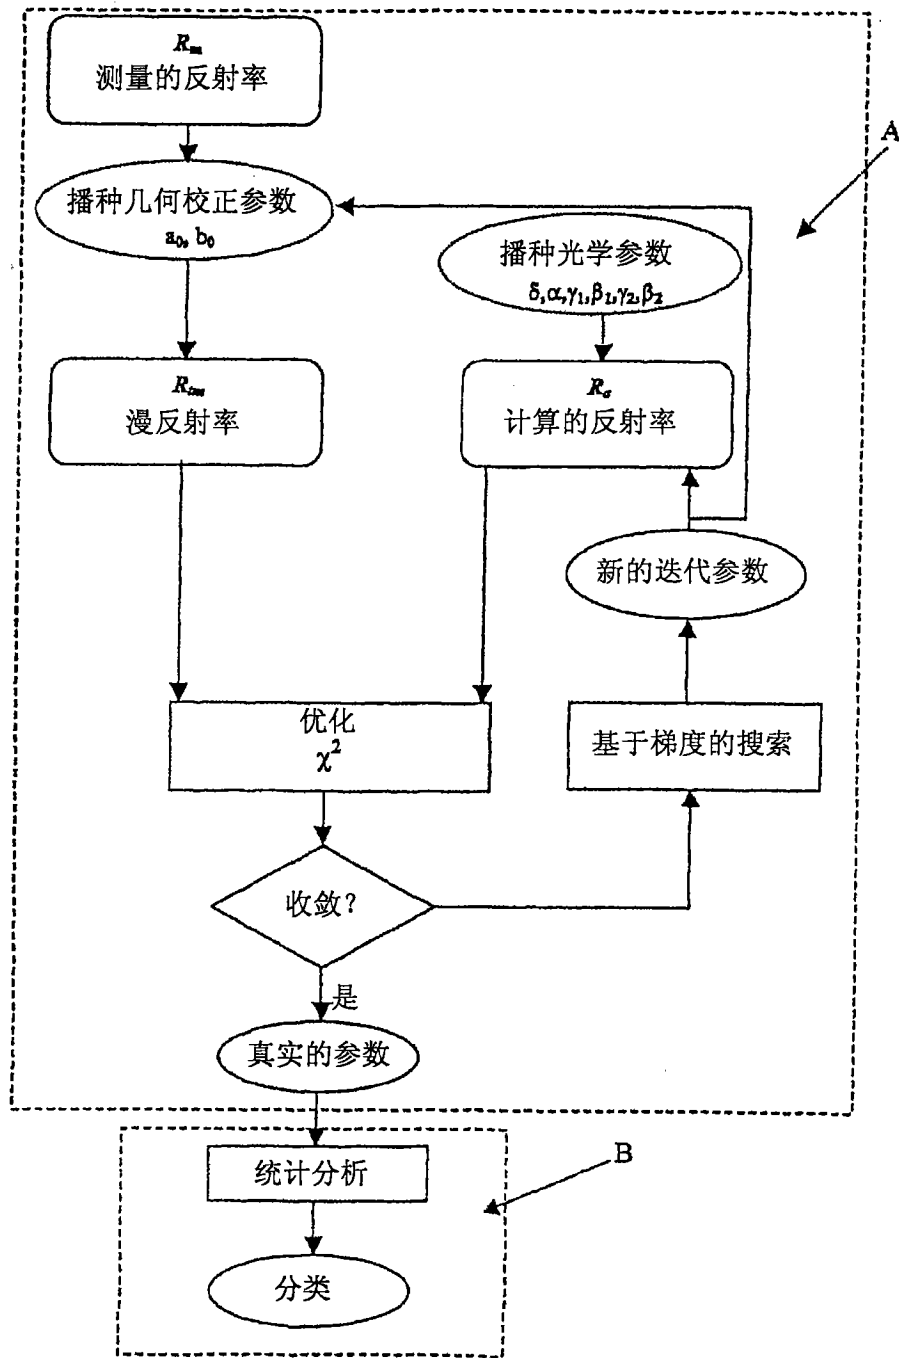 Rm
测量的反射率
A
播种几何校正参数
a0, b0
播种光学参数
δ,α,γ1,β1,γ2,β2
Rtm
漫反射率
Rc
计算的反射率
新的迭代参数
优化
χ2
基于梯度的搜索
收敛?
是
真实的参数
统计分析
B
分类